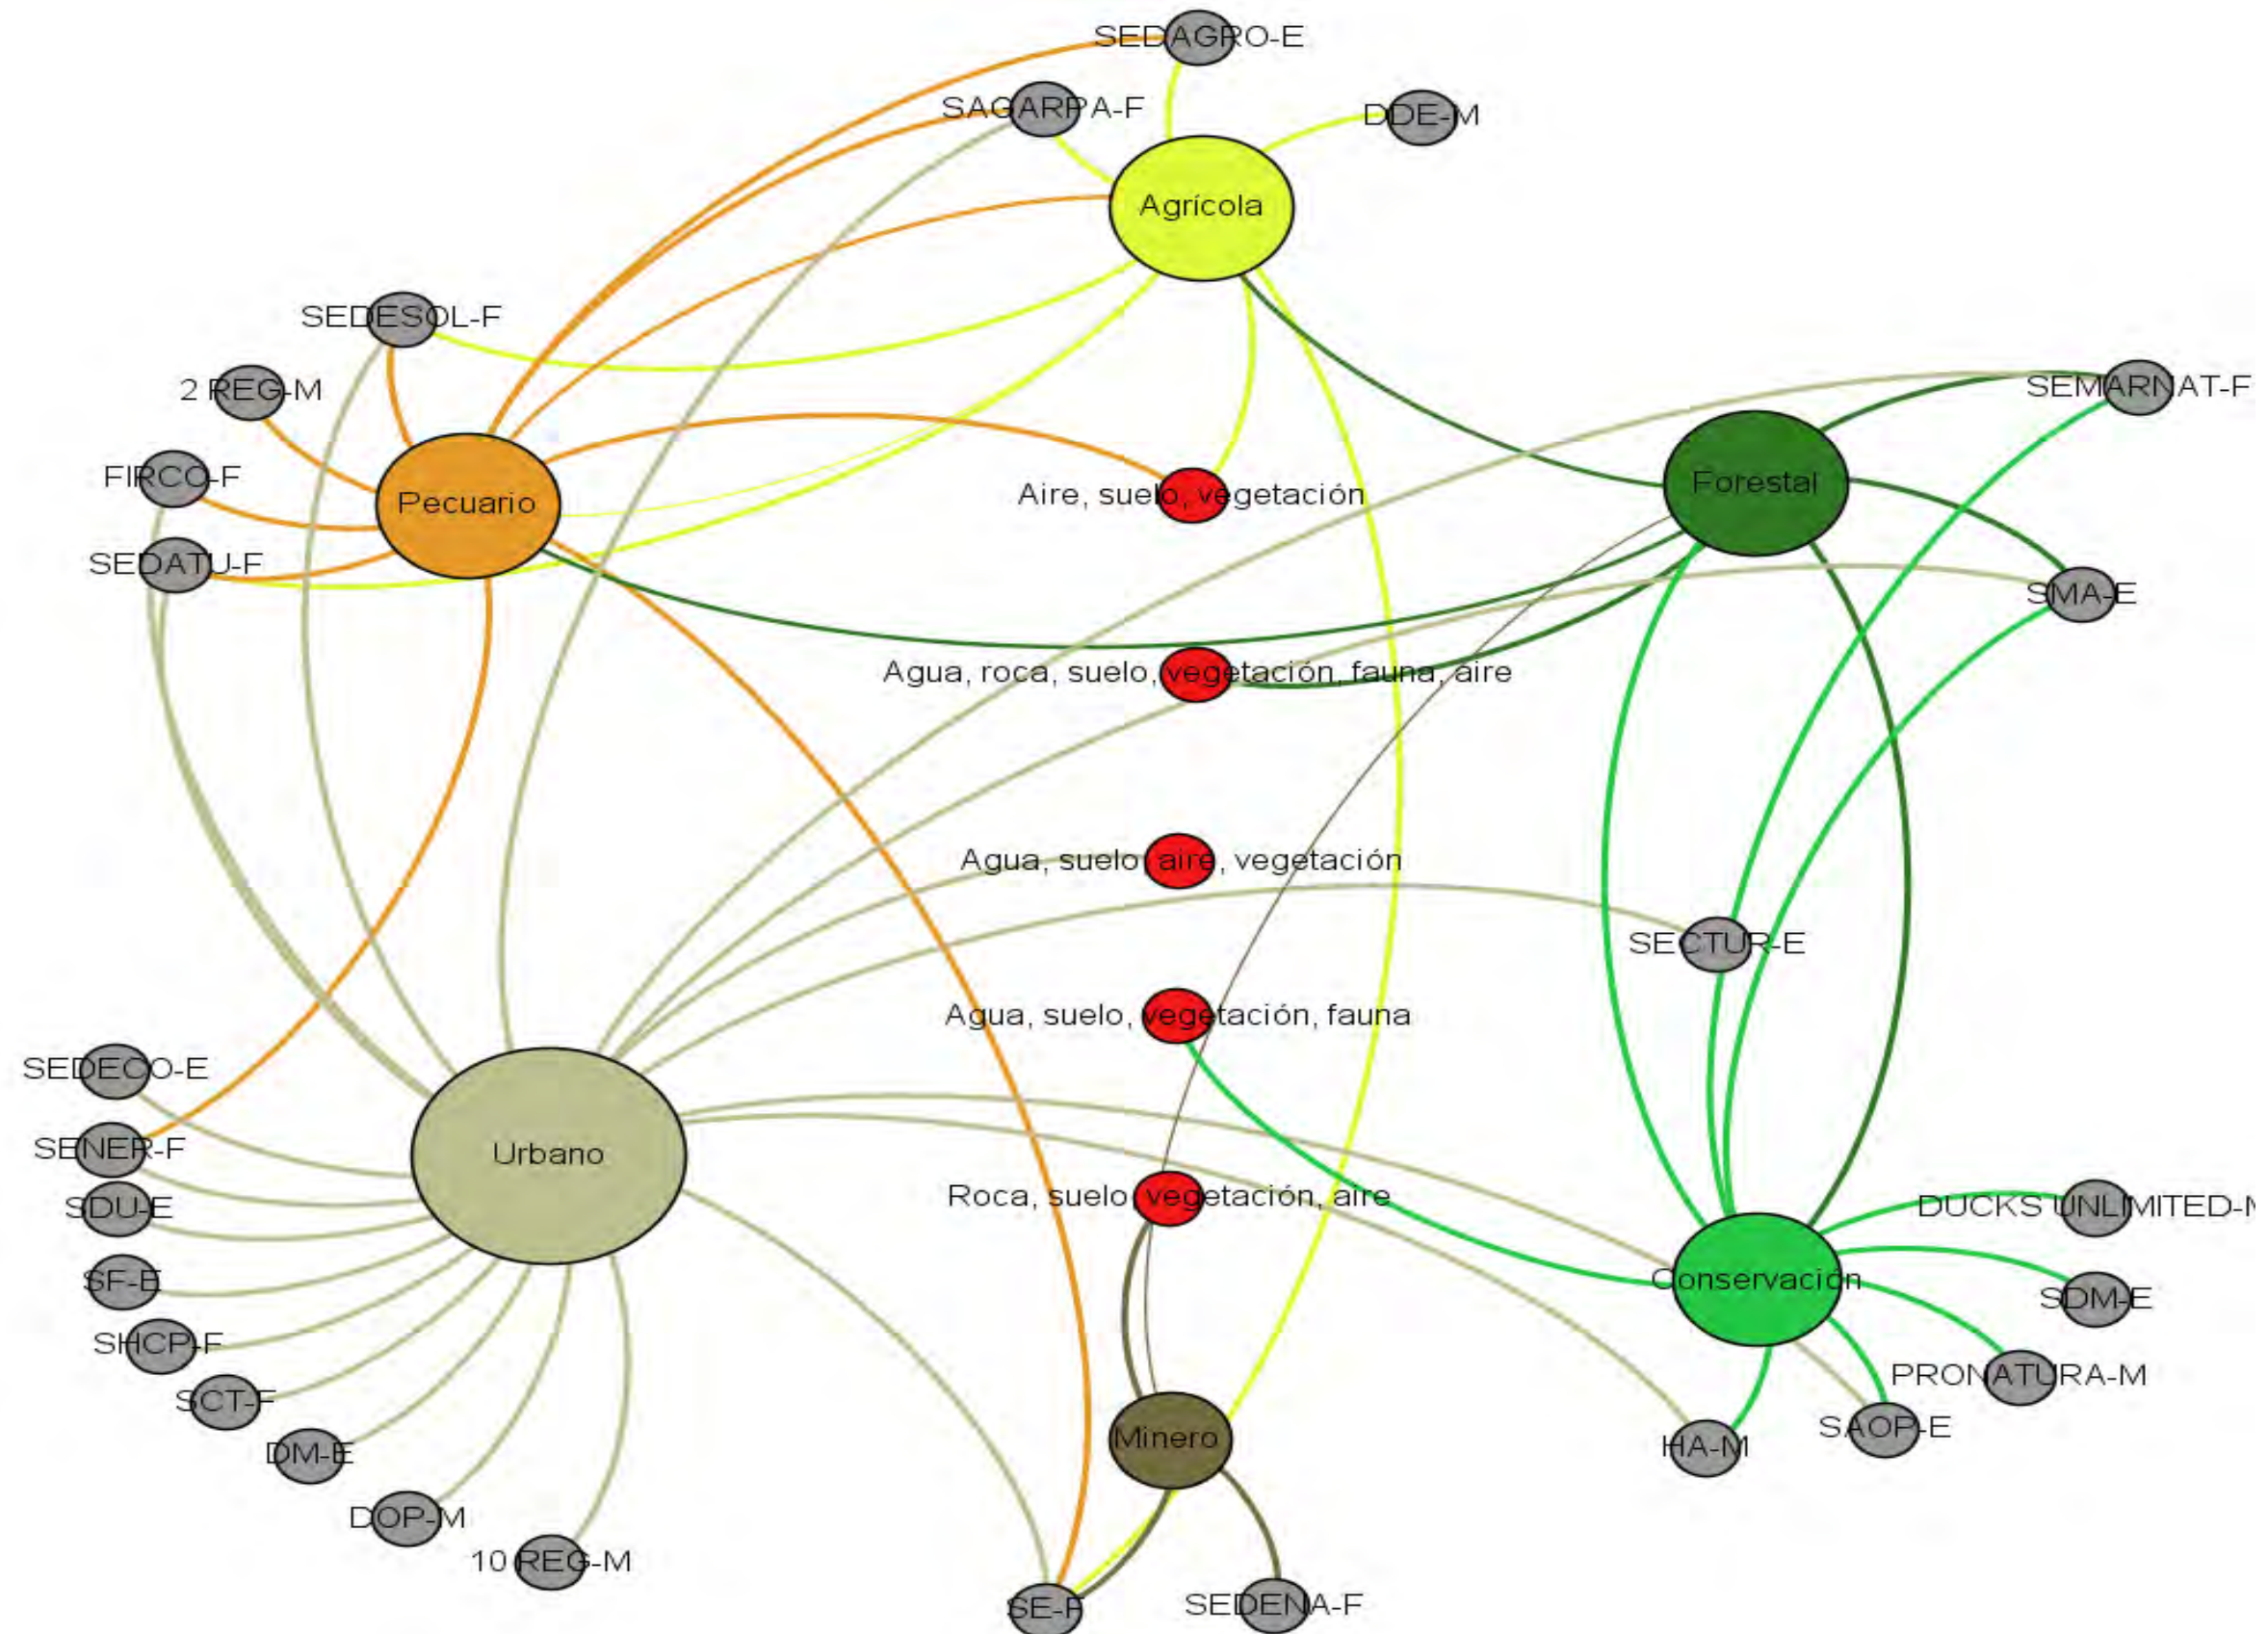 SEDAGRO-E
SAGARPA-F
DDE-M
Agrícola
SEDESOL-F
2 REG-M
SEMARNAT-F
FIRCO-F
Pecuario
Aire, suelo, vegetación
Forestal
SEDATU-F
SMA-E
Agua, roca, suelo, vegetación, fauna, aire
Agua, suelo, aire, vegetación
SECTUR-E
Agua, suelo, vegetación, fauna
SEDECO-E
SENER-F
Urbano
Roca, suelo, vegetación, aire
SDU-E
DUCKS UNLIMITED-M
SF-E
Conservación
SDM-E
SHCP-F
PRONATURA-M
SCT-F
SAOP-E
Minero
HA-M
DM-E
DOP-M
10 REG-M
SE-F
SEDENA-F